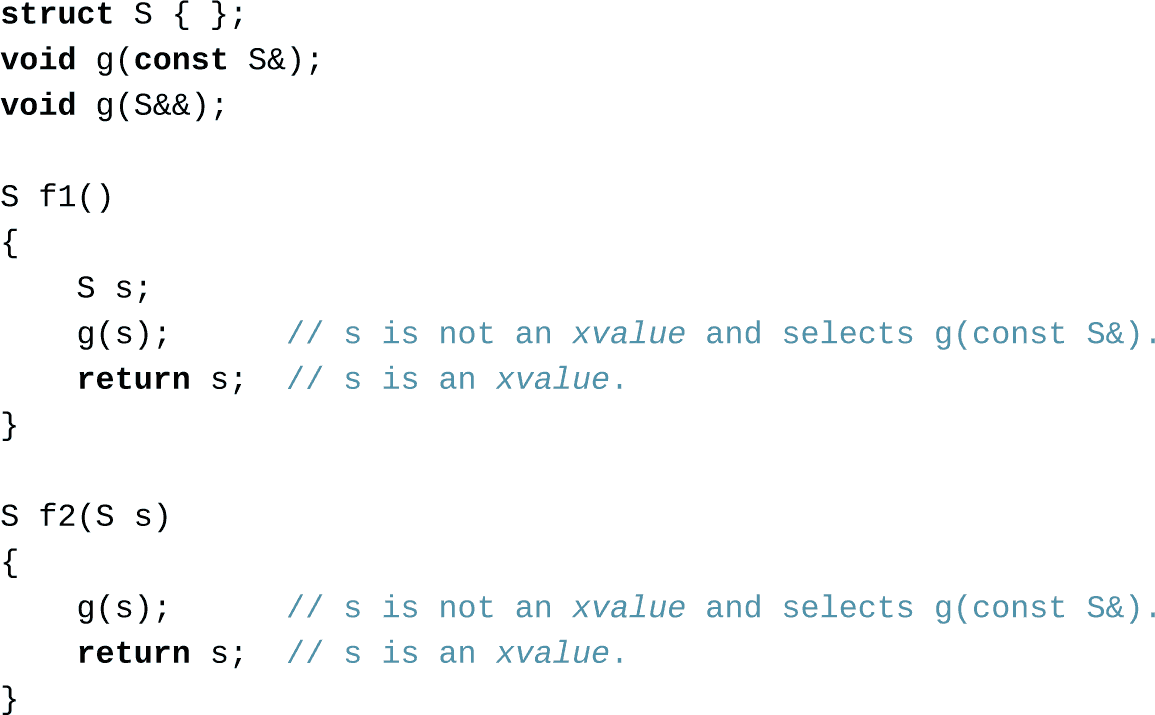 struct S { };
void g(const S&);
void g(S&&);

S f1()
{
    S s;
    g(s);      // s is not an xvalue and selects g(const S&).
    return s;  // s is an xvalue.
}

S f2(S s)
{
    g(s);      // s is not an xvalue and selects g(const S&).
    return s;  // s is an xvalue.
}